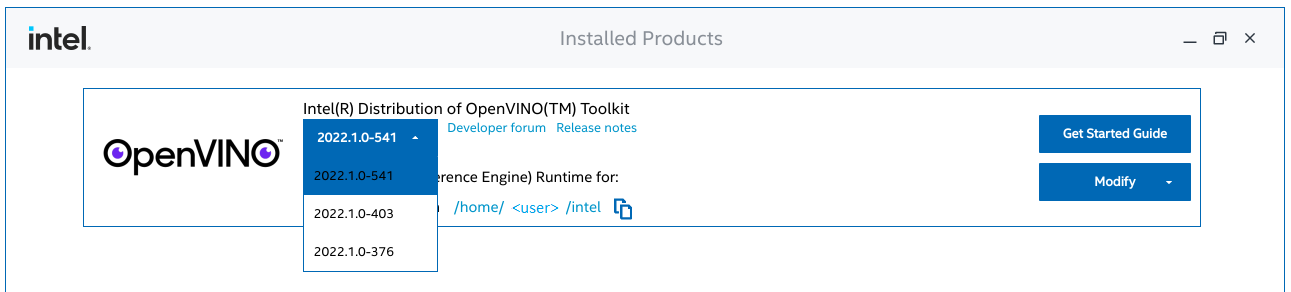 intel.
Installed Products
Intel(R) Distribution of OpenVINO(TM) Toolkit
OpenVINO™
2022.1.0-541
Developer forum Release notes
Get Started Guide
2022.1.0-541
Engine) Runtime for:
Modify
2022.1.0-403
/home/ <user> /intel
2022.1.0-376